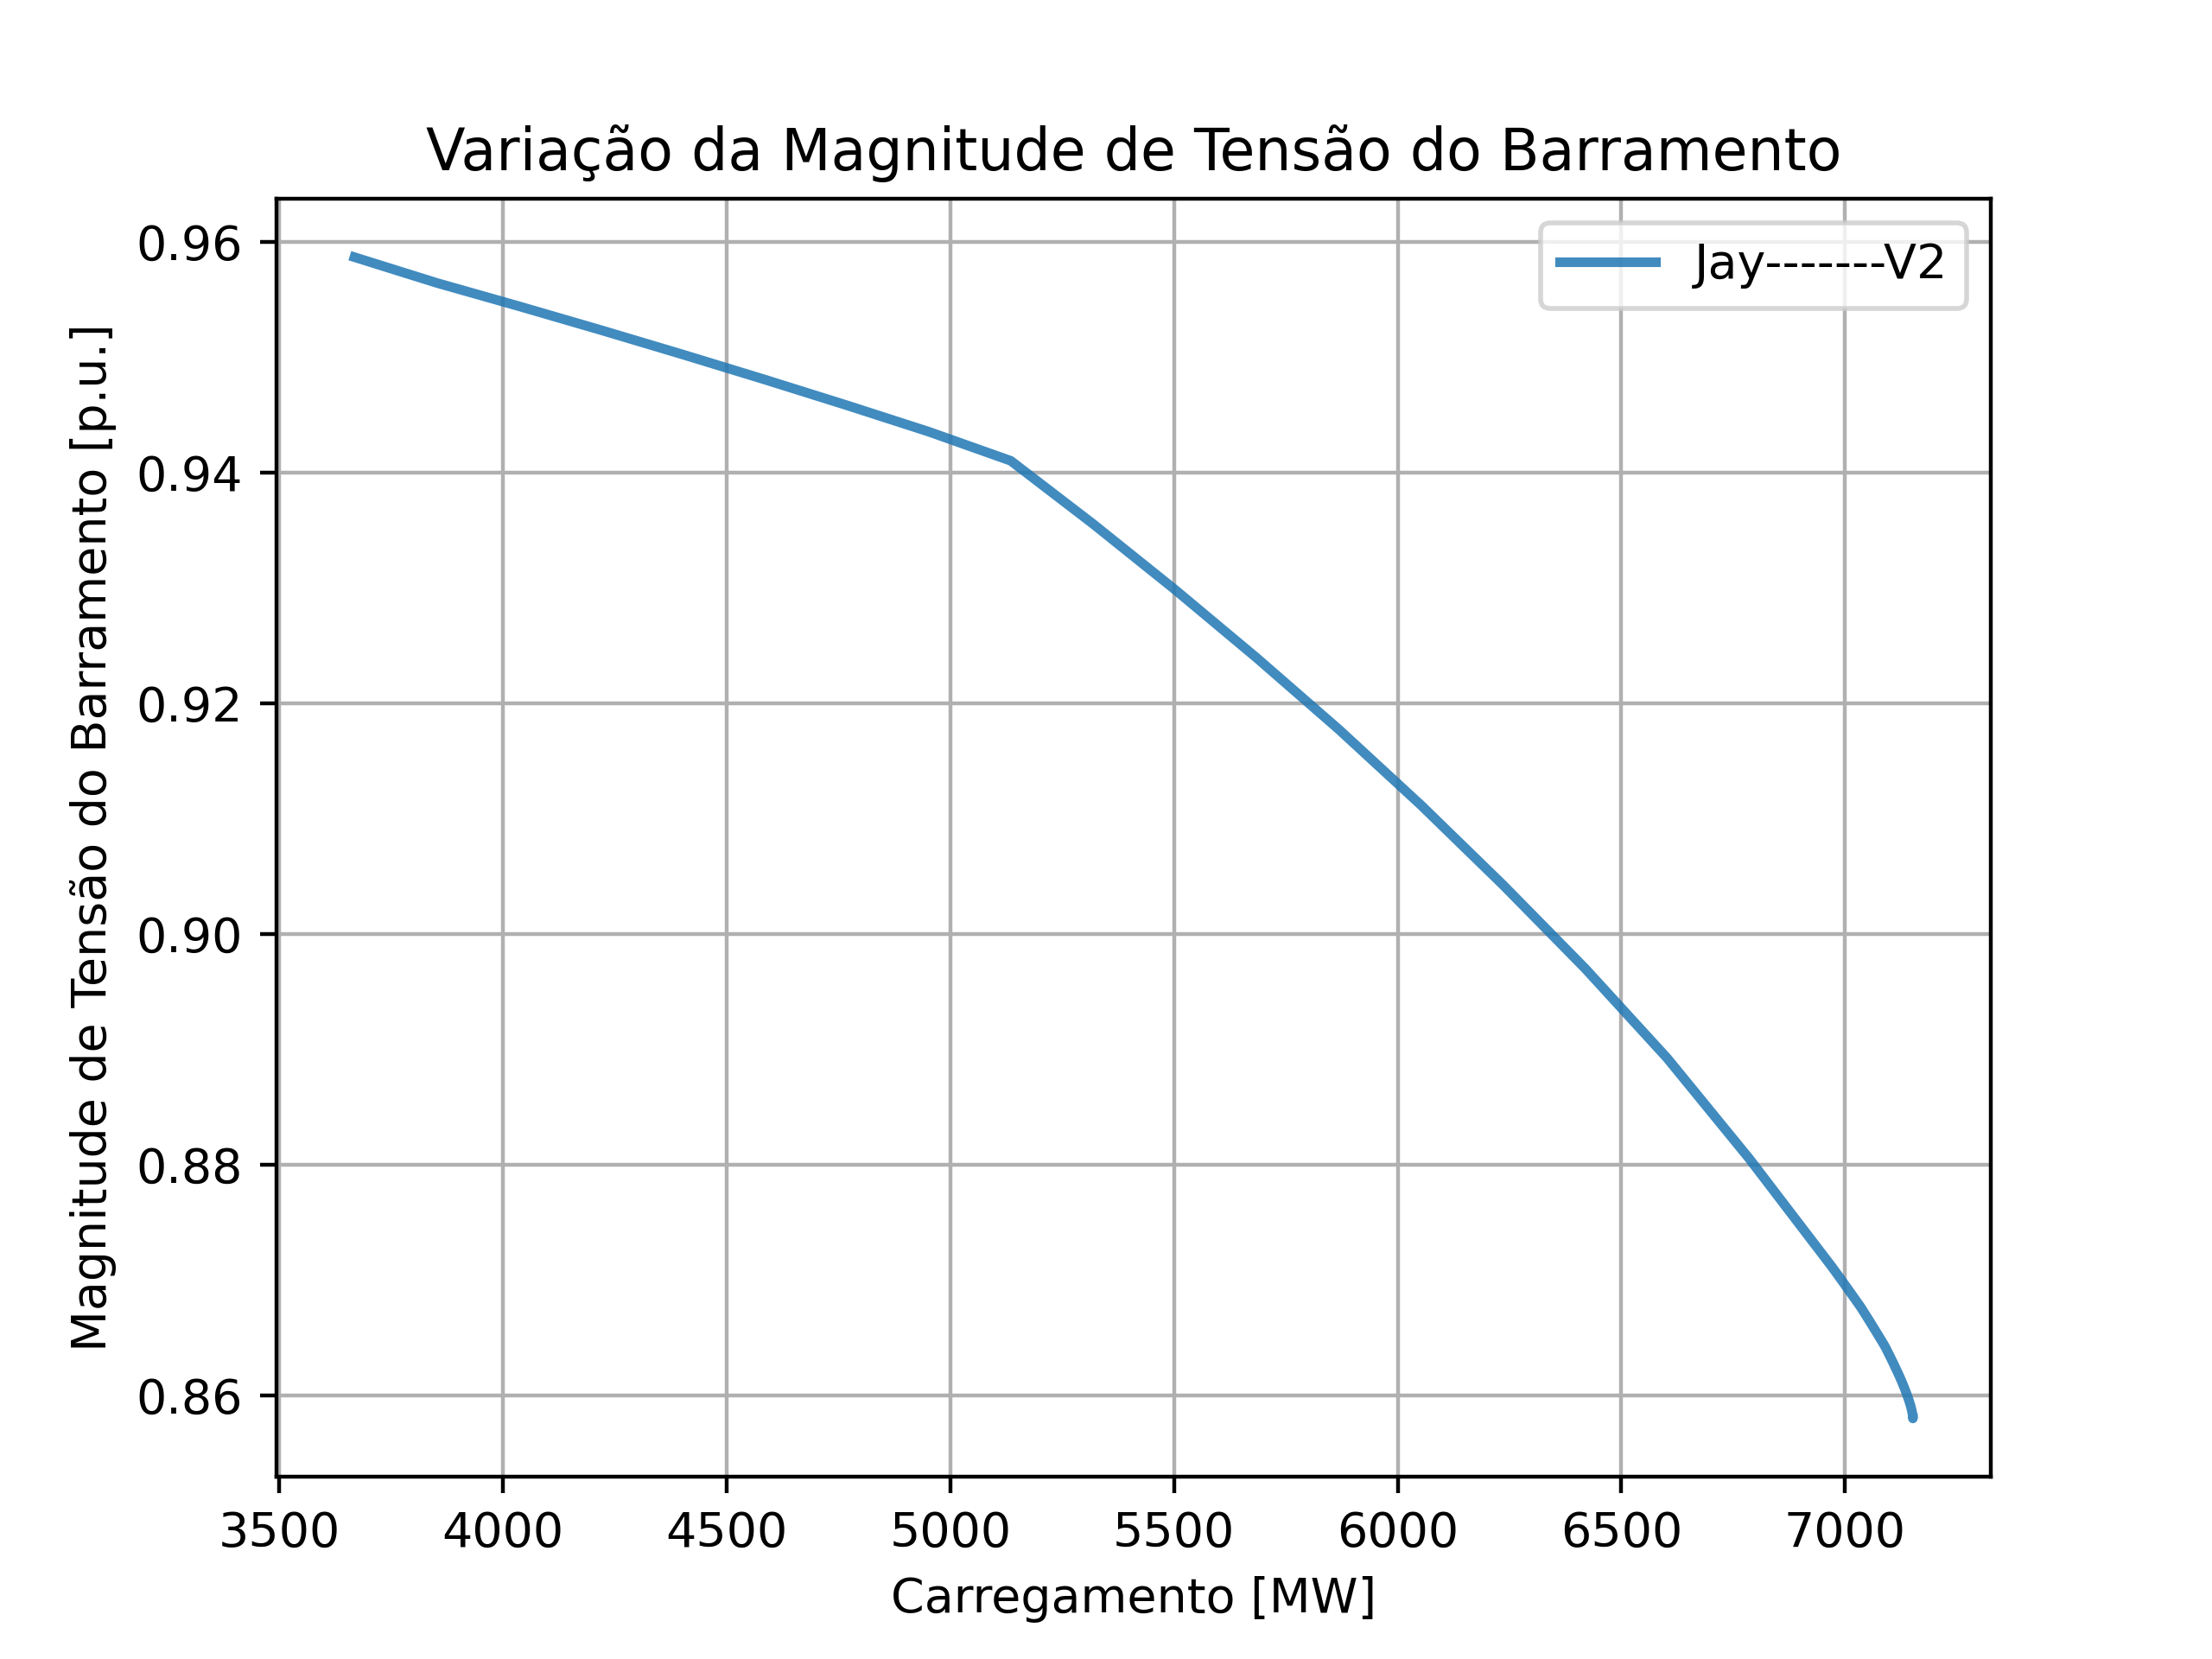 Variação da Magnitude de Tensão do Barramento
Jay-------V2
Magnitude de Tensão do Barramento [p.u.]
0.96
0.94
0.92
0.90
0.88
0.86
3500 4000 4500 5000 5500 6000 6500 7000
Carregamento [MW]